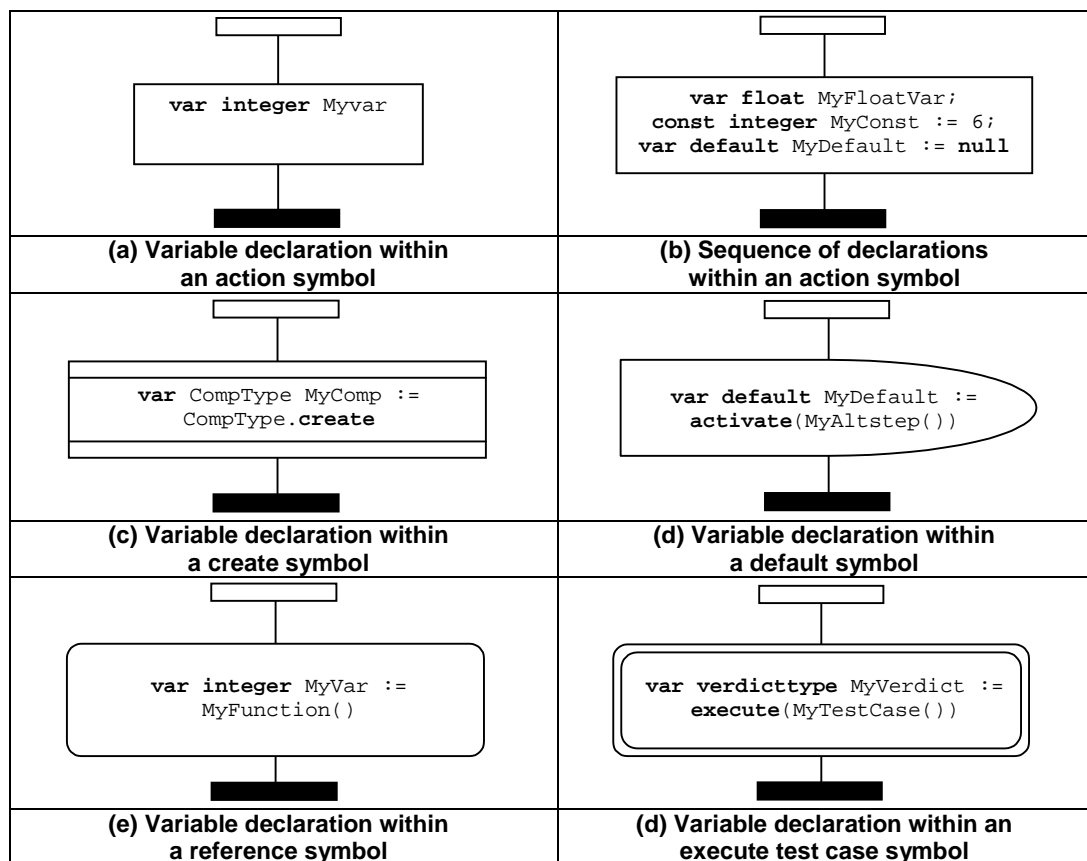 var integer Myvar
(a) Variable declaration within
an action symbol
var float MyFloatVar;
const integer MyConst := 6;
var default MyDefault := null
(b) Sequence of declarations
within an action symbol
var CompType MyComp :=
CompType.create
(c) Variable declaration within
a create symbol
var default MyDefault :=
activate(MyAltstep())
(d) Variable declaration within
a default symbol
var integer MyVar :=
MyFunction()
(e) Variable declaration within
a reference symbol
var verdicttype MyVerdict :=
execute(MyTestCase())
(d) Variable declaration within an
execute test case symbol